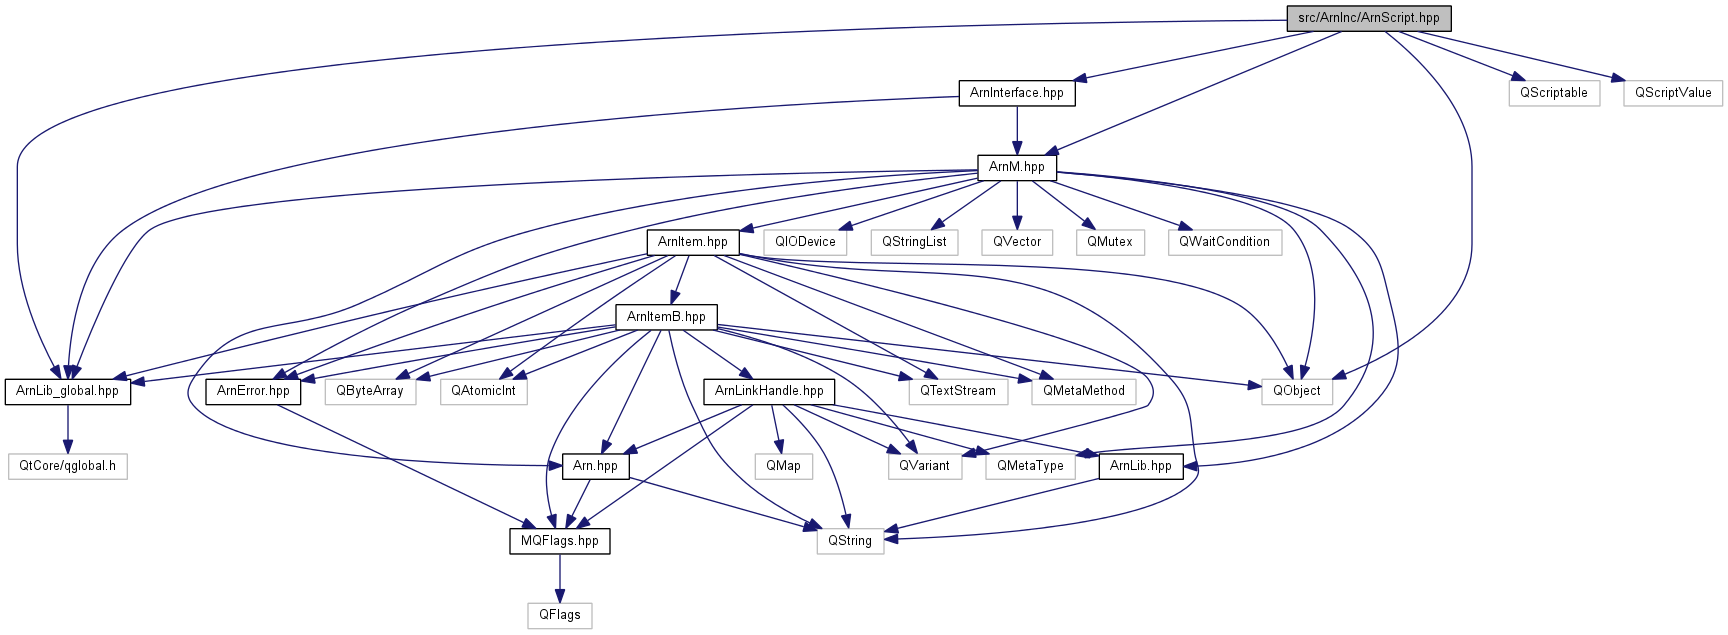 src/ArnInc/ArnScript.hpp
ArnInterface.hpp
QScriptable
QScriptValue
ArnM.hpp
ArnItem.hpp
QIODevice
QStringList
QVector
QMutex
QWaitCondition
ArnItemB.hpp
ArnLib_global.hpp
ArnError.hpp
QByteArray
QAtomicInt
ArnLinkHandle.hpp
QTextStream
QMetaMethod
QObject
QtCore/qglobal.h
Arn.hpp
QMap
QVariant
QMetaType
ArnLib.hpp
MQFlags.hpp
QString
QFlags